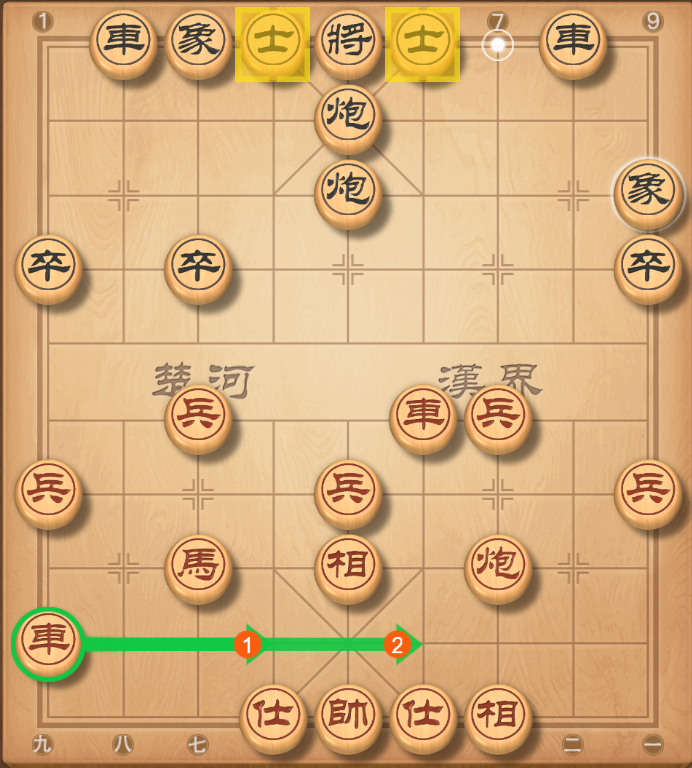 1 7 9
車 象 士 將 士 車
炮
炮 象
卒 卒 卒
楚河 漢界
兵 車 兵
兵 兵 兵
馬 相 炮
車 1 2
仕 帥 仕 相
九 八 七 二 一